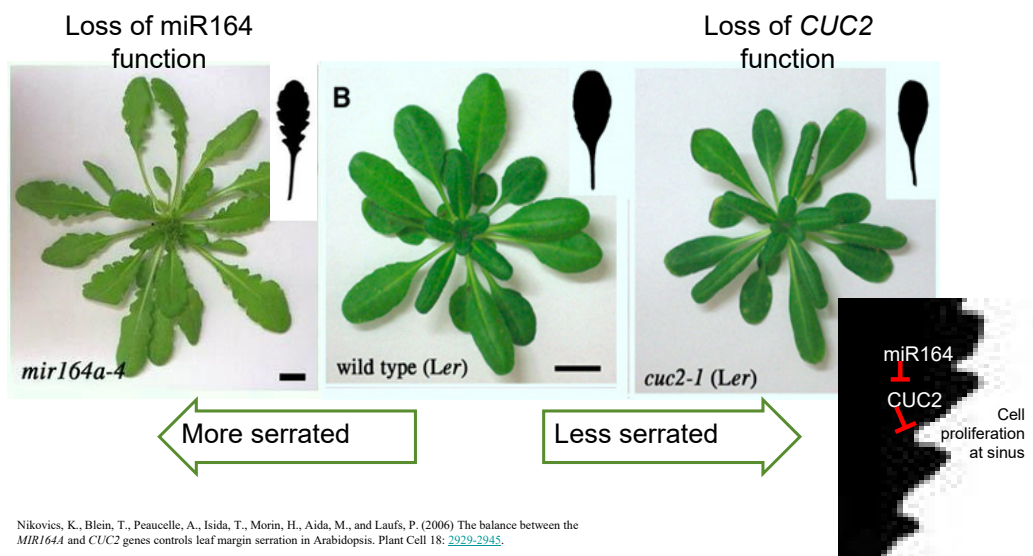 Loss of miR164
function
Loss of CUC2
function
B
mir164a-4
wild type (Ler)
cuc2-1 (Ler)
miR164
CUC2
Cell
proliferation
at sinus
More serrated
Less serrated
Nikovics, K., Blein, T., Peaucelle, A., Isida, T., Morin, H., Aida, M., and Laufs, P. (2006) The balance between the
MIR164A and CUC2 genes controls leaf margin serration in Arabidopsis. Plant Cell 18: 2929-2945.